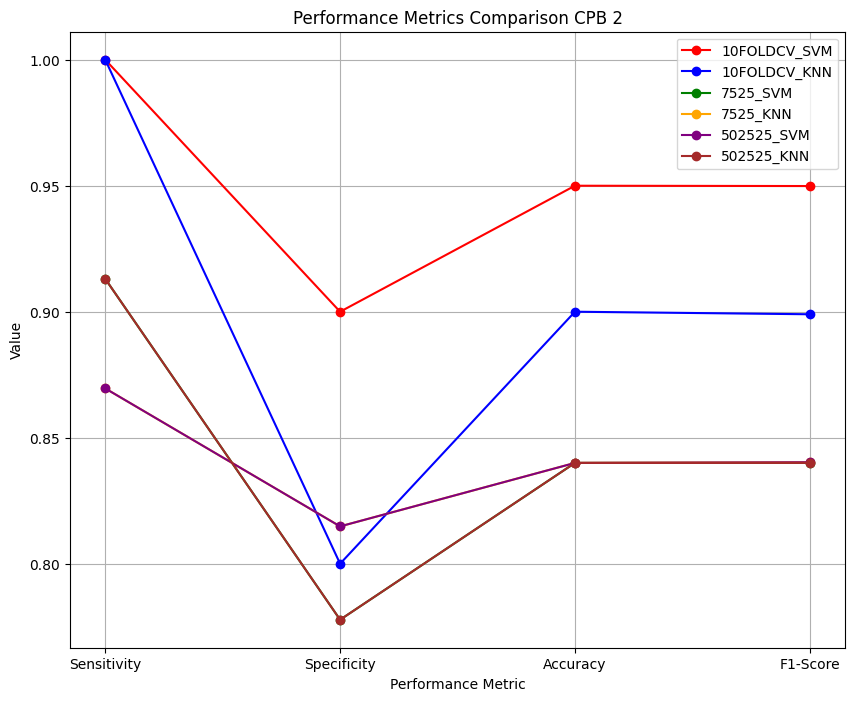 Performance Metrics Comparison CPB 2
10FOLDCV_SVM
10FOLDCV_KNN
7525_SVM
7525_KNN
502525_SVM
502525_KNN
1.00
0.95
0.90
0.85
0.80
Value
Sensitivity
Specificity
Accuracy
F1-Score
Performance Metric